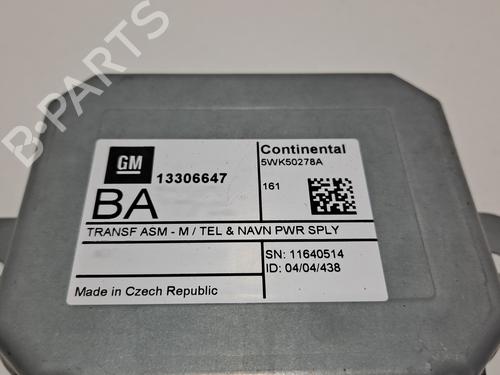 B-PARTS
GM
13306647
BA
Continental
5WK50278A
161
TRANSF ASM - M / TEL & NAVN PWR SPLY
SN: 11640514
ID: 04/04/438
Made in Czech Republic